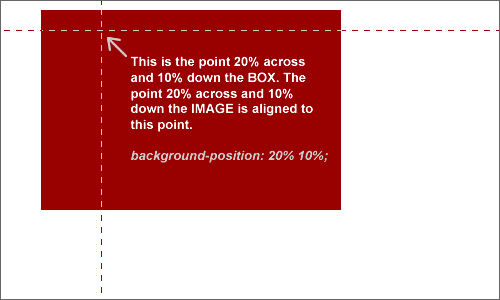 This is the point 20% across
and 10% down the BOX. The
point 20% across and 10%
down the IMAGE is aligned to
this point.
background-position: 20% 10%;